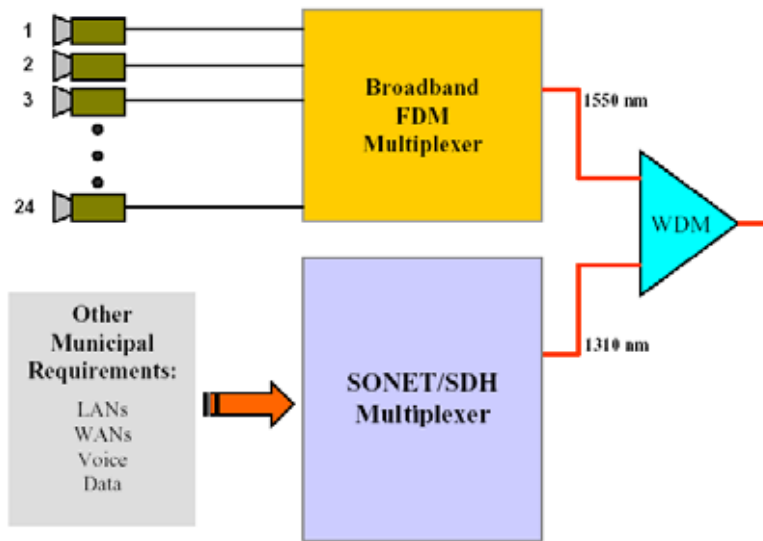 1
2
3
24
Broadband
FDM
Multiplexer
1550 nm
WDM
1310 nm
Other
Municipal
Requirements:
LANs
WANs
Voice
Data
SONET/SDH
Multiplexer